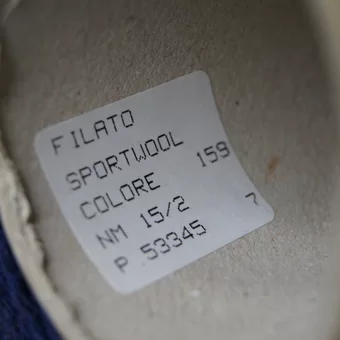 FILATO
SPORTWOOL
COLORE 159
NM 15/2
P 53345 7